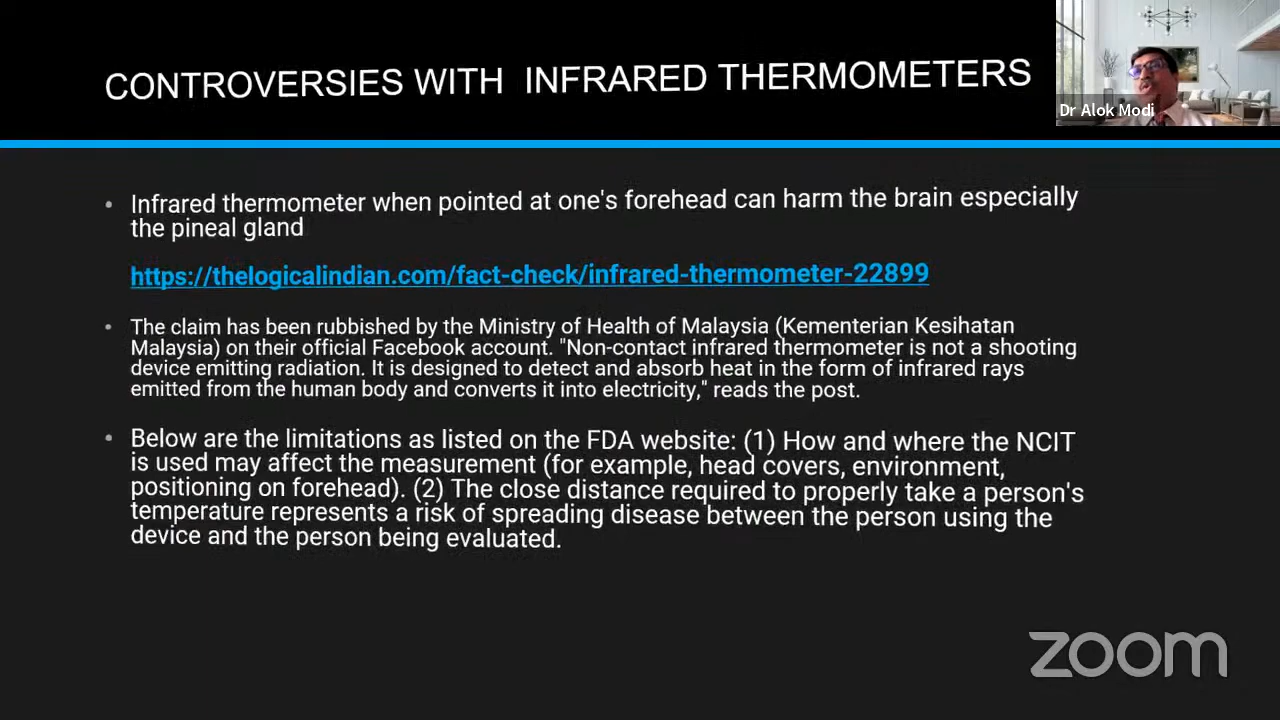 CONTROVERSIES WITH INFRARED THERMOMETERS
Dr Alok Modi
• Infrared thermometer when pointed at one's forehead can harm the brain especially
the pineal gland
https://thelogicalindian.com/fact-check/infrared-thermometer-22899
• The claim has been rubbished by the Ministry of Health of Malaysia (Kementerian Kesihatan
Malaysia) on their official Facebook account. "Non-contact infrared thermometer is not a shooting
device emitting radiation. It is designed to detect and absorb heat in the form of infrared rays
emitted from the human body and converts it into electricity," reads the post.
• Below are the limitations as listed on the FDA website: (1) How and where the NCIT
is used may affect the measurement (for example, head covers, environment,
positioning on forehead). (2) The close distance required to properly take a person's
temperature represents a risk of spreading disease between the person using the
device and the person being evaluated.
zoom